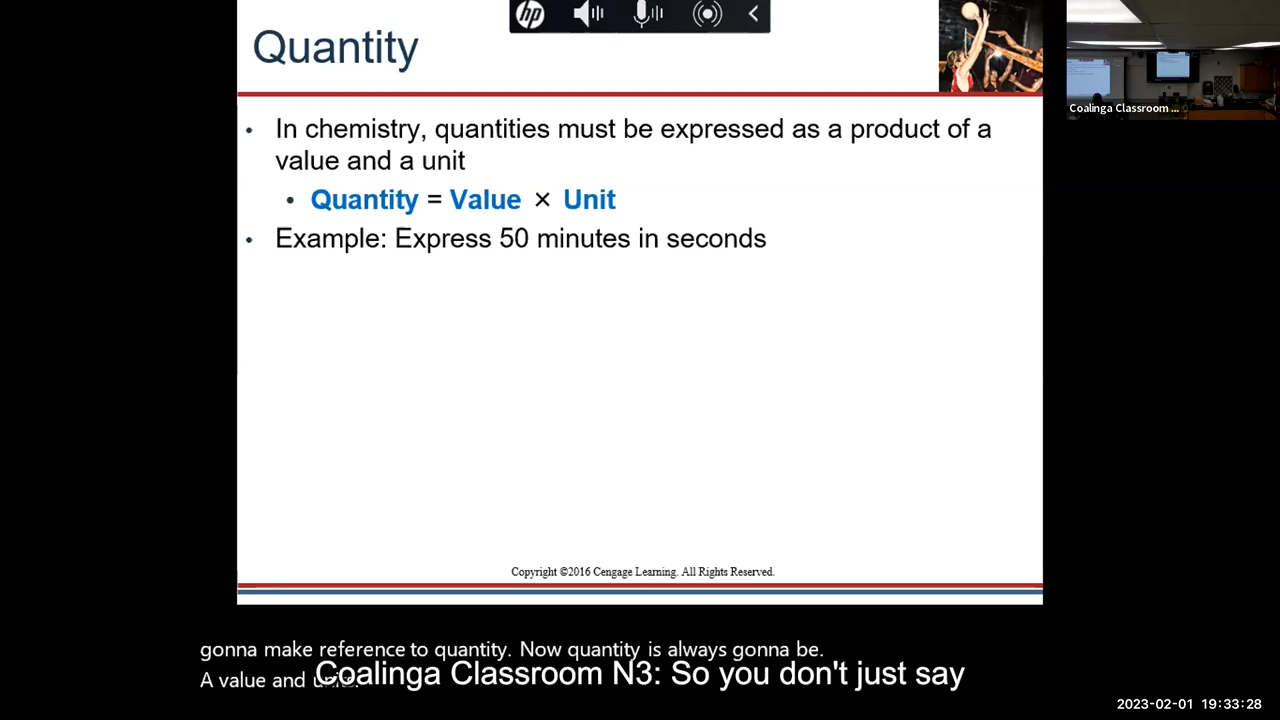 hp
Quantity
Coalinga Classroom ...
• In chemistry, quantities must be expressed as a product of a
value and a unit
• Quantity = Value × Unit
• Example: Express 50 minutes in seconds
Copyright ©2016 Cengage Learning. All Rights Reserved.
gonna make reference to quantity. Now quantity is always gonna be.
A value and
Coalinga Classroom N3: So you don't just say
2023-02-01 19:33:28